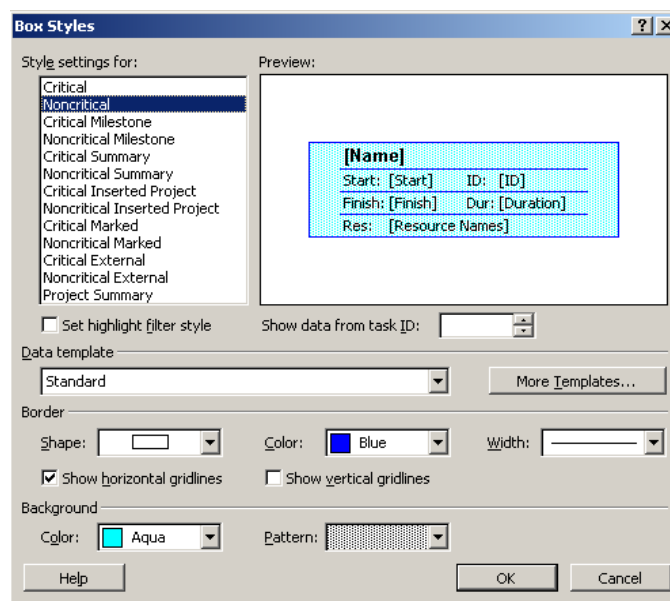 Box Styles
Style settings for:
Preview:
Critical
Noncritical
Critical Milestone
Noncritical Milestone
Critical Summary
Noncritical Summary
Critical Inserted Project
Noncritical Inserted Project
Critical Marked
Noncritical Marked
Critical External
Noncritical External
Project Summary
[Name]
Start: [Start] ID: [ID]
Finish: [Finish] Dur: [Duration]
Res: [Resource Names]
Set highlight filter style
Show data from task ID:
Data template
Standard
More Templates...
Border
Shape:
Color: Blue
Width:
Show horizontal gridlines
Show vertical gridlines
Background
Color: Aqua
Pattern:
Help
OK
Cancel